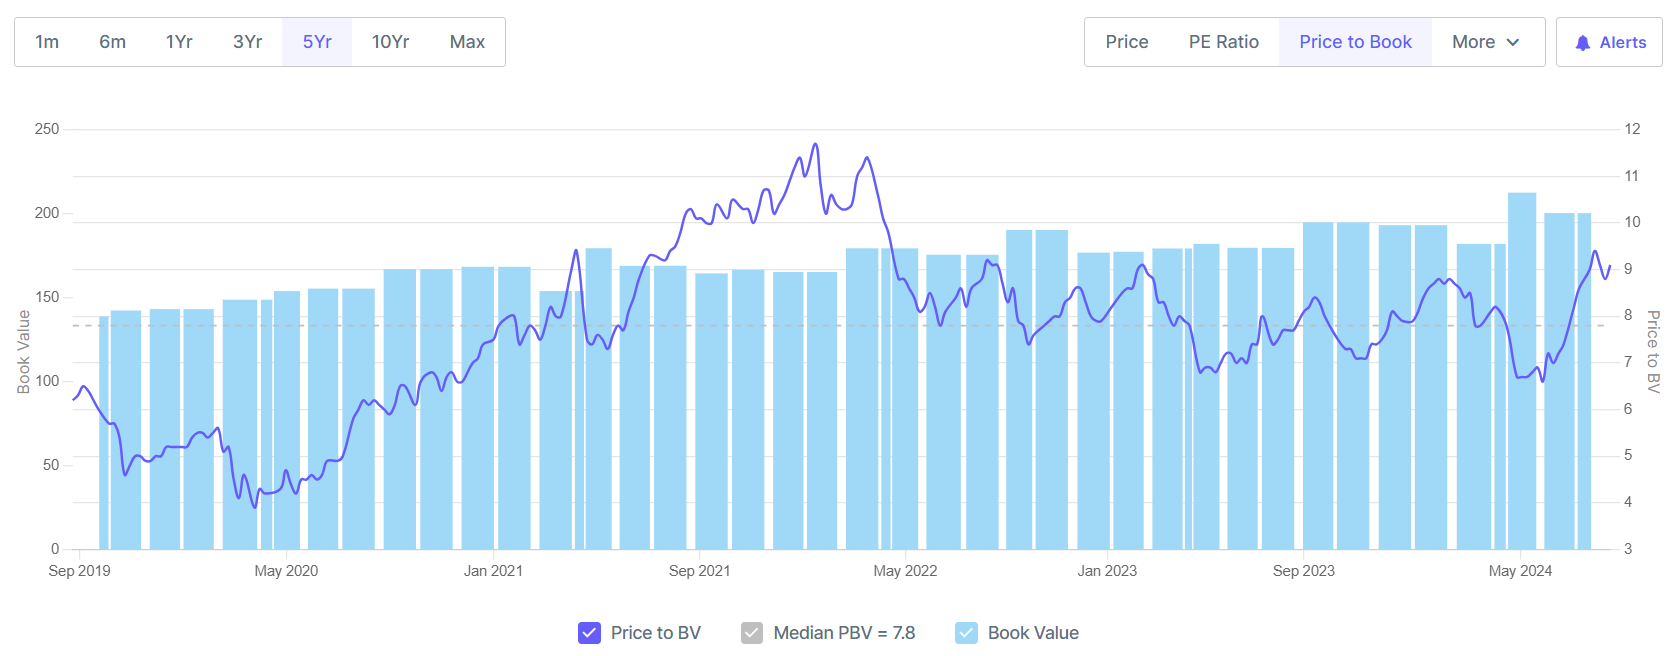 1m 6m 1Yr 3Yr 5Yr 10Yr Max Price PE Ratio Price to Book More Alerts
250 12
11
200 10
150 9
8
100 7
6
50 5
4
0 3
Book Value
Price to BV
Sep 2019 May 2020 Jan 2021 Sep 2021 May 2022 Jan 2023 Sep 2023 May 2024
Price to BV Median PBV = 7.8 Book Value